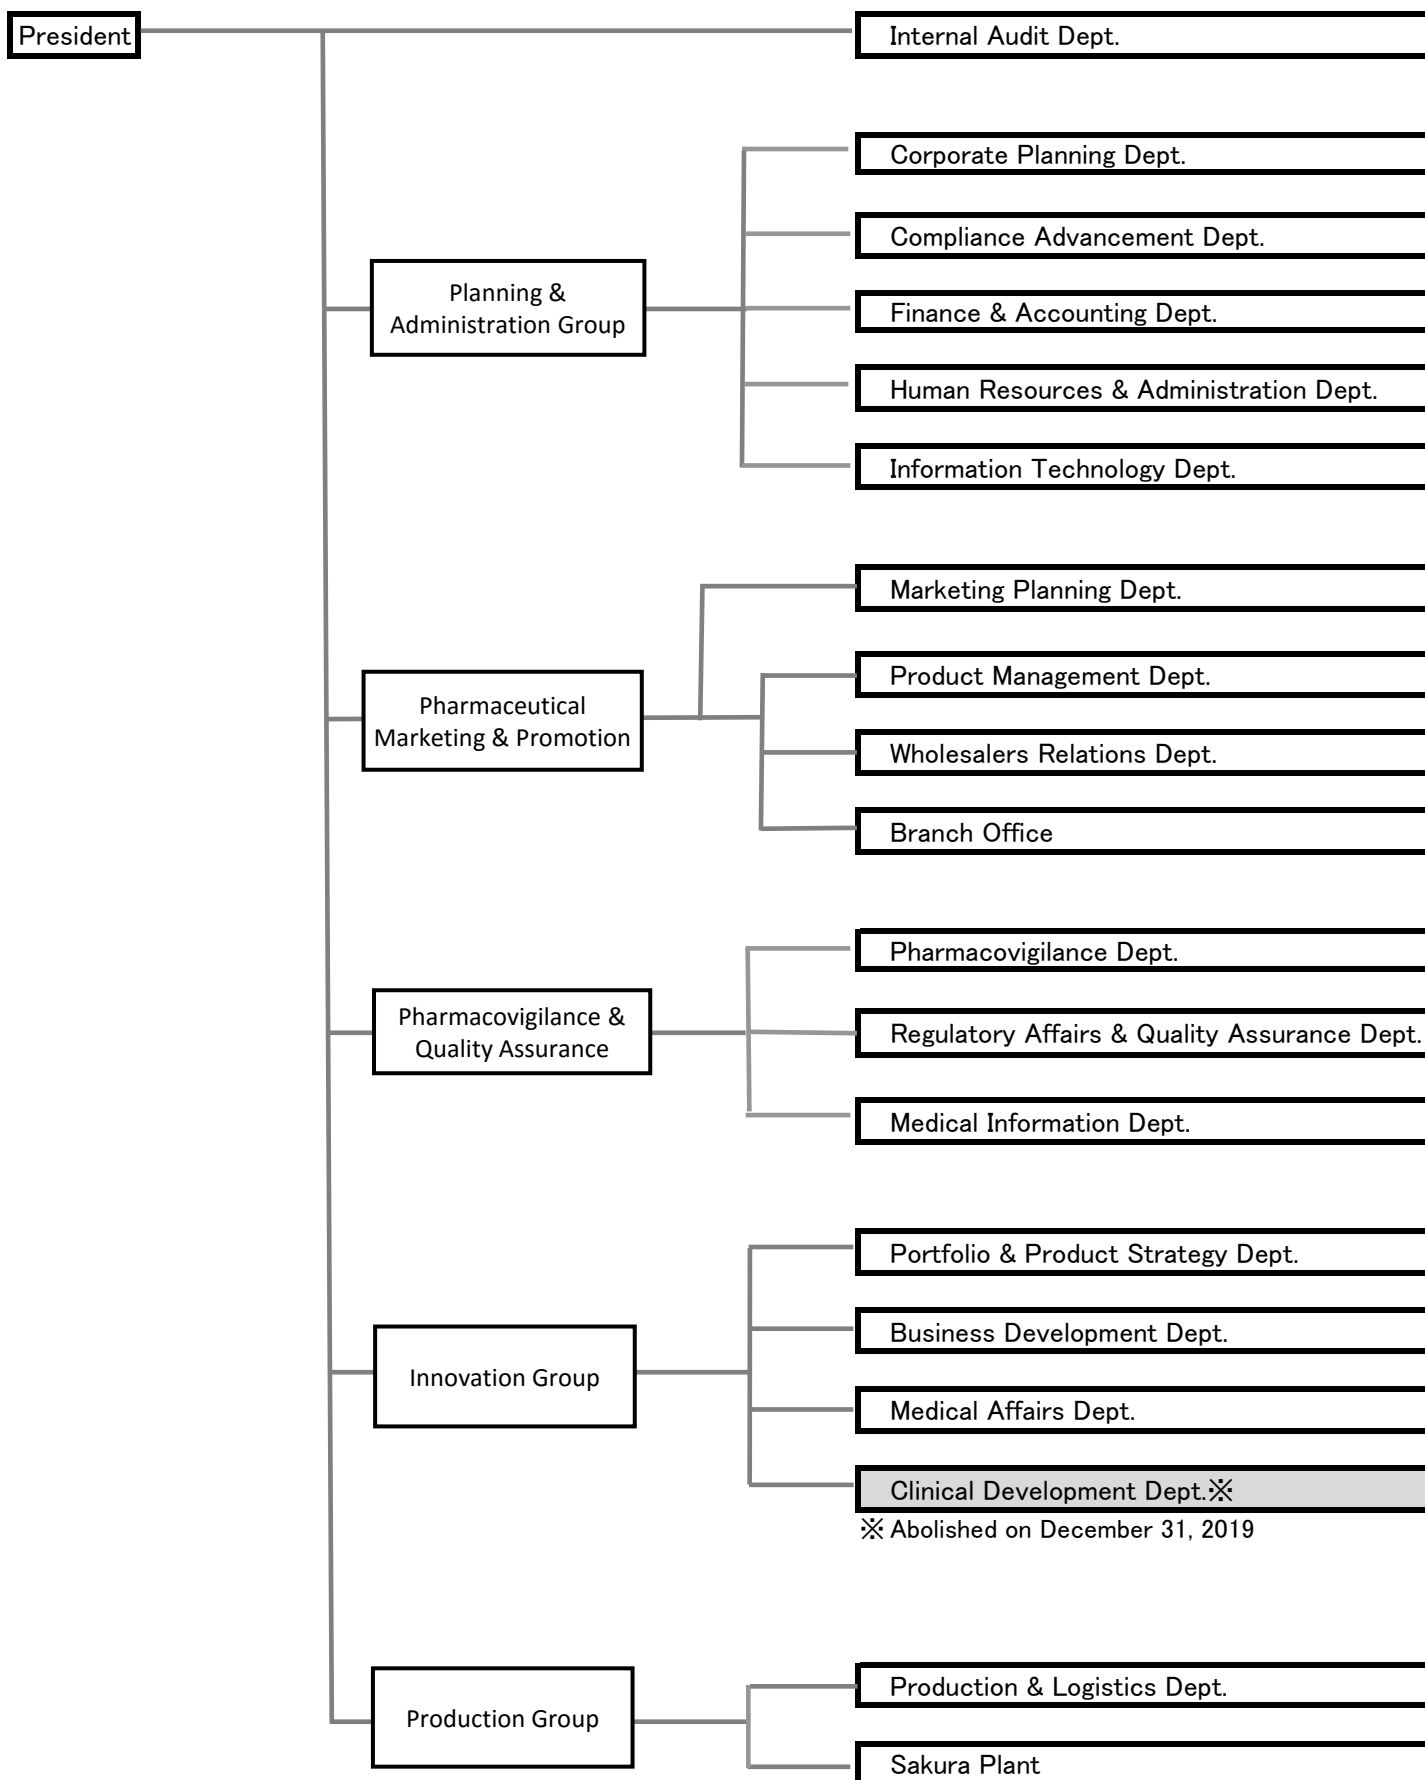 President
Internal Audit Dept.
Corporate Planning Dept.
Compliance Advancement Dept.
Planning &
Administration Group
Finance & Accounting Dept.
Human Resources & Administration Dept.
Information Technology Dept.
Marketing Planning Dept.
Pharmaceutical
Marketing & Promotion
Product Management Dept.
Wholesalers Relations Dept.
Branch Office
Pharmacovigilance Dept.
Pharmacovigilance &
Quality Assurance
Regulatory Affairs & Quality Assurance Dept.
Medical Information Dept.
Portfolio & Product Strategy Dept.
Business Development Dept.
Innovation Group
Medical Affairs Dept.
Clinical Development Dept.※
※ Abolished on December 31, 2019
Production & Logistics Dept.
Production Group
Sakura Plant